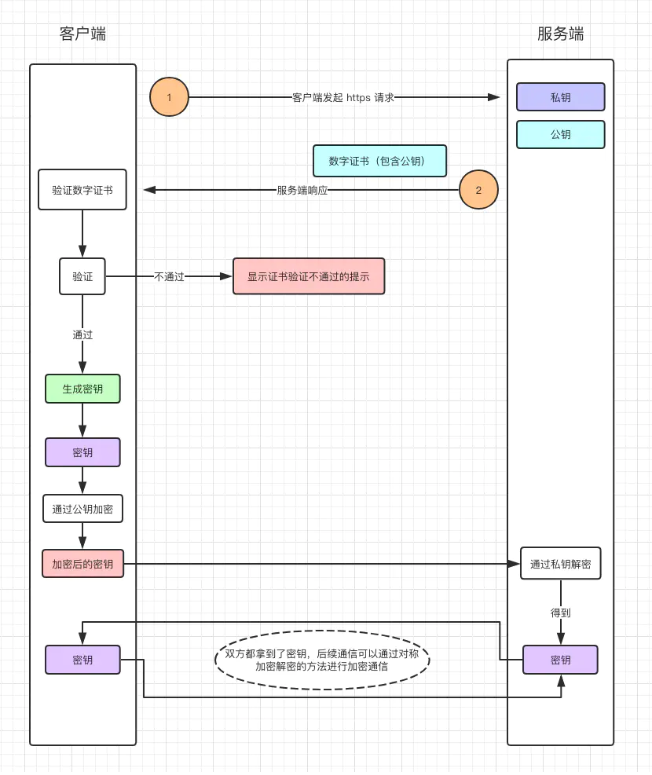 客户端
服务端
1
客户端发起 https 请求
私钥
公钥
数字证书（包含公钥）
验证数字证书
服务端响应
2
验证
不通过
显示证书验证不通过的提示
通过
生成密钥
密钥
通过公钥加密
加密后的密钥
通过私钥解密
得到
密钥
双方都拿到了密钥，后续通信可以通过对称
加密解密的方法进行加密通信
密钥